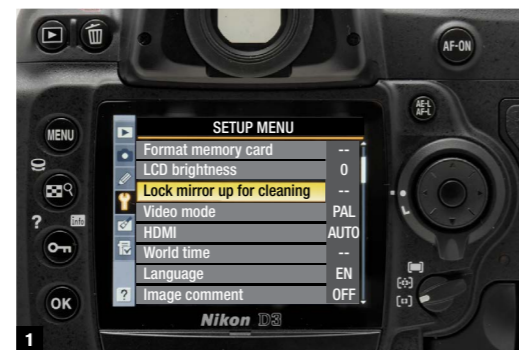 AF-ON
AE-L
AF-L
MENU
SETUP MENU
Format memory card --
LCD brightness 0
Lock mirror up for cleaning --
Video mode PAL
HDMI AUTO
World time --
Language EN
Image comment OFF
?
Info
?
OK
L
Nikon D3
1